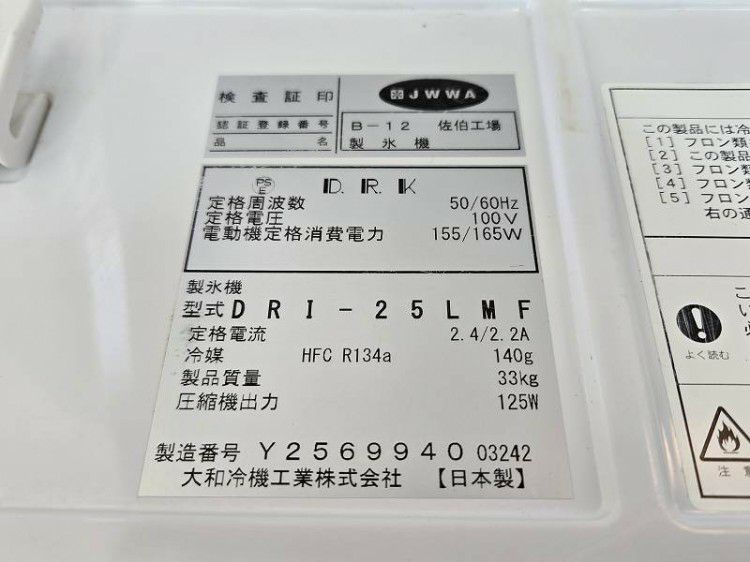 検査証印 JWWA
認証登録番号 B-12 佐伯工場
品名 製氷機
PSE D.R.K
定格周波数 50/60Hz
定格電圧 100V
電動機定格消費電力 155/165W
製氷機
型式 DRI-25LMF
定格電流 2.4/2.2A
冷媒 HFC R134a 140g
製品質量 33kg
圧縮機出力 125W
製造番号 Y2569940 03242
大和冷機工業株式会社 【日本製】
この製品には冷
[1] フロン類
[2] この製品
[3] フロン類
[4] フロン類
[5] フロン
右の通
こ
い
よく読む
注意